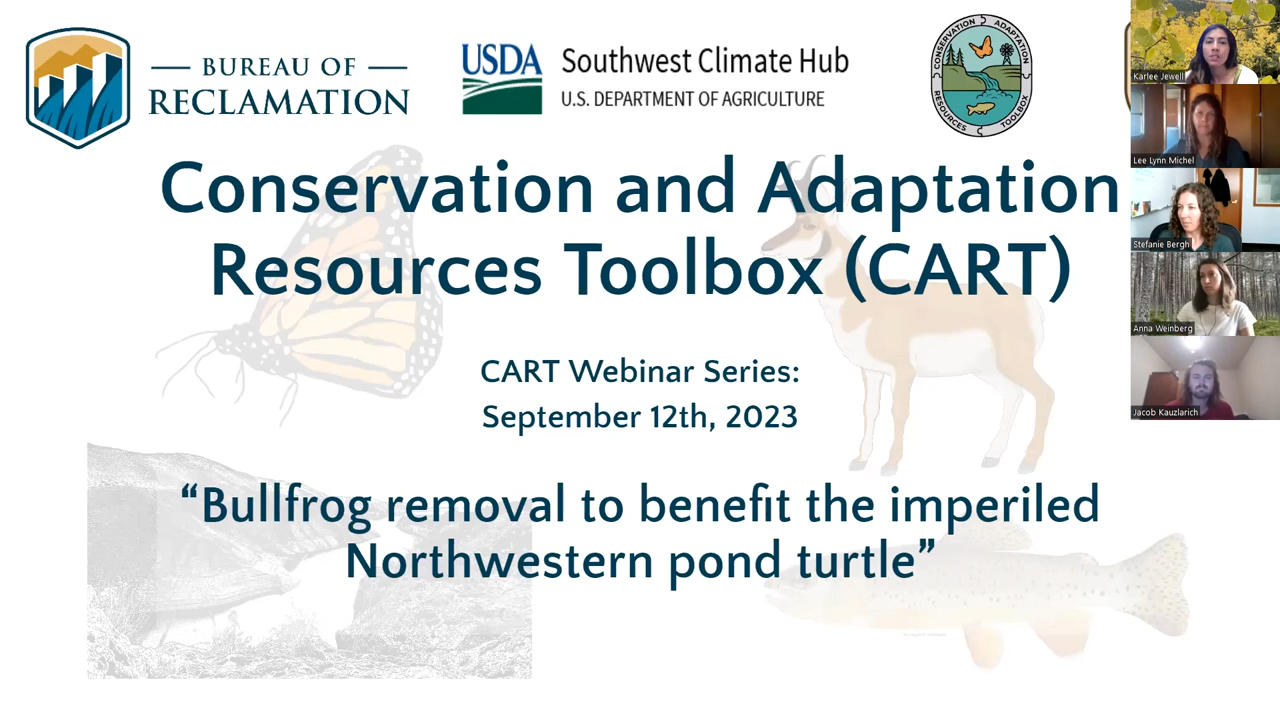 BUREAU OF
RECLAMATION
USDA
Southwest Climate Hub
U.S. DEPARTMENT OF AGRICULTURE
CONSERVATION ADAPTATION
RESOURCES TOOLBOX
Karlee Jewell
Lee Lynn Michel
Stefanie Bergh
Anna Weinberg
Jacob Kauzlarich
Conservation and Adaptation
Resources Toolbox (CART)
CART Webinar Series:
September 12th, 2023
“Bullfrog removal to benefit the imperiled
Northwestern pond turtle”